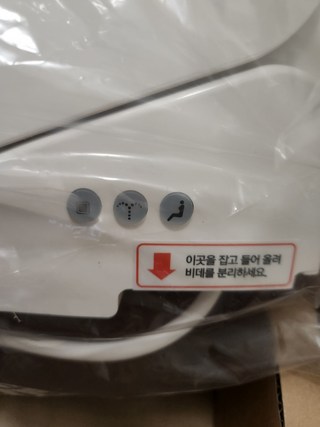 이곳을 잡고 들어 올려
비데를 분리하세요.